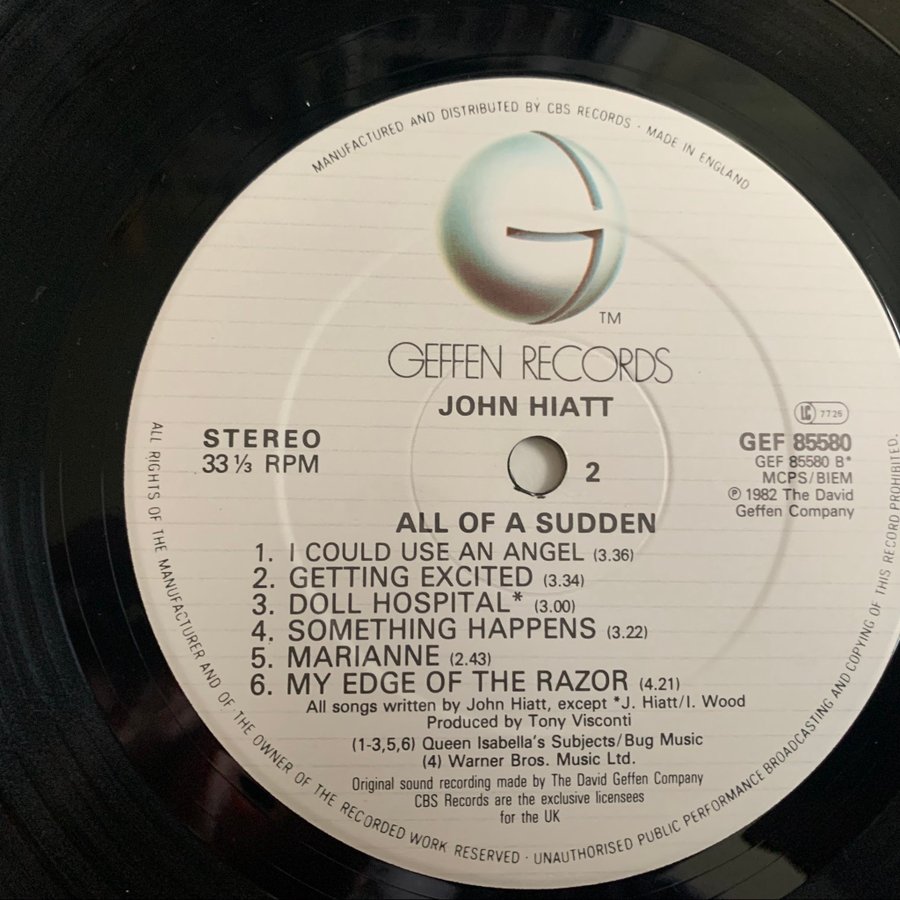 MANUFACTURED AND DISTRIBUTED BY CBS RECORDS · MADE IN ENGLAND
TM
GEFFEN RECORDS
JOHN HIATT
LC 7726
STEREO
33 ⅓ RPM
2
GEF 85580
GEF 85580 B*
MCPS/BIEM
℗ 1982 The David
Geffen Company
ALL OF A SUDDEN
1. I COULD USE AN ANGEL (3.36)
2. GETTING EXCITED (3.34)
3. DOLL HOSPITAL* (3.00)
4. SOMETHING HAPPENS (3.22)
5. MARIANNE (2.43)
6. MY EDGE OF THE RAZOR (4.21)
All songs written by John Hiatt, except *J. Hiatt/I. Wood
Produced by Tony Visconti
(1-3,5,6) Queen Isabella's Subjects/Bug Music
(4) Warner Bros. Music Ltd.
Original sound recording made by The David Geffen Company
CBS Records are the exclusive licensees
for the UK
ALL RIGHTS OF THE MANUFACTURER AND OF THE OWNER OF THE RECORDED WORK RESERVED · UNAUTHORISED PUBLIC PERFORMANCE BROADCASTING AND COPYING OF THIS RECORD PROHIBITED.